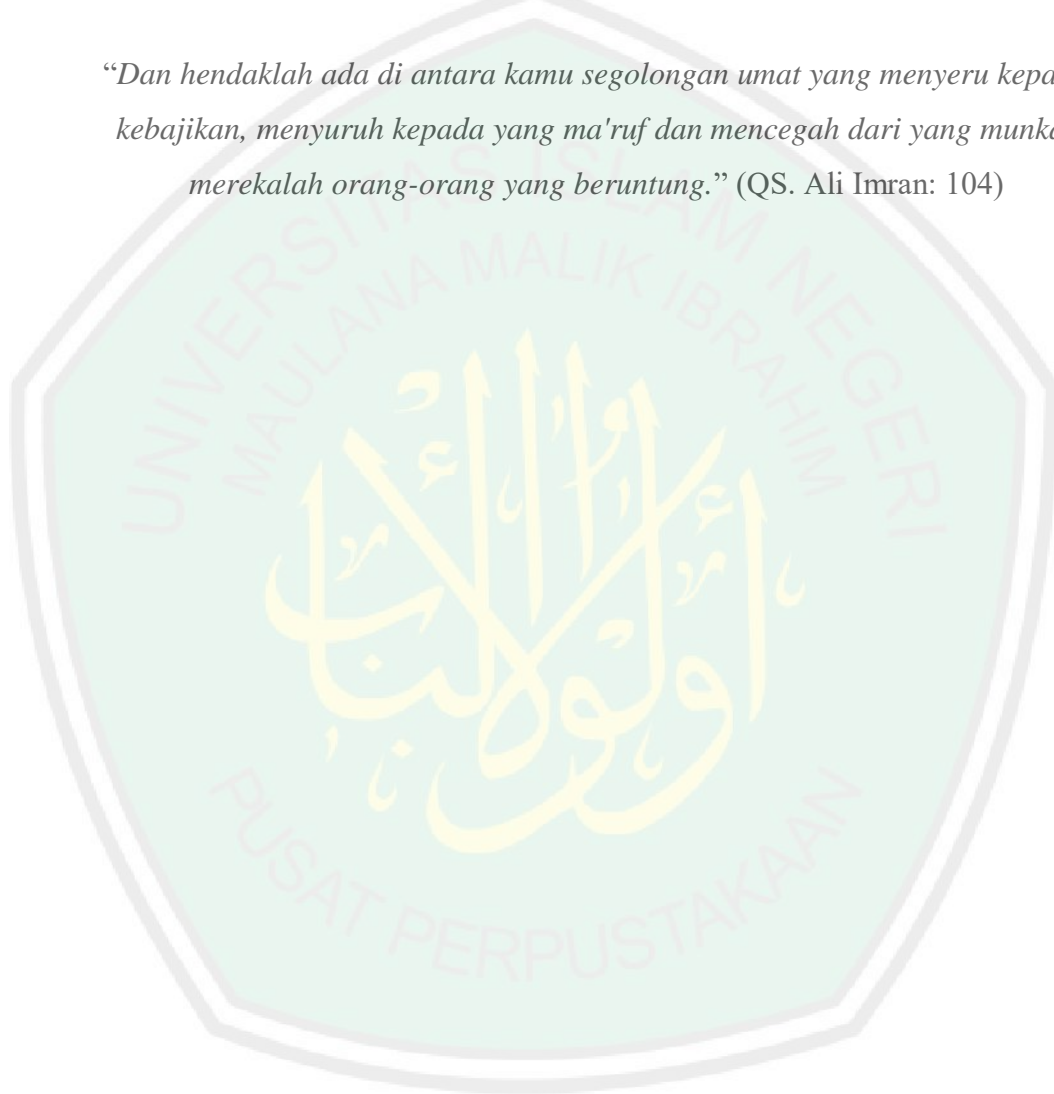 “Dan hendaklah ada di antara kamu segolongan umat yang menyeru kepa
kebajikan, menyuruh kepada yang ma'ruf dan mencegah dari yang munka
merekalah orang-orang yang beruntung.” (QS. Ali Imran: 104)
UNIVERSITAS ISLAM NEGERI
MAULANA MALIK IBRAHIM
أولوا الألباب
PUSAT PERPUSTAKAAN